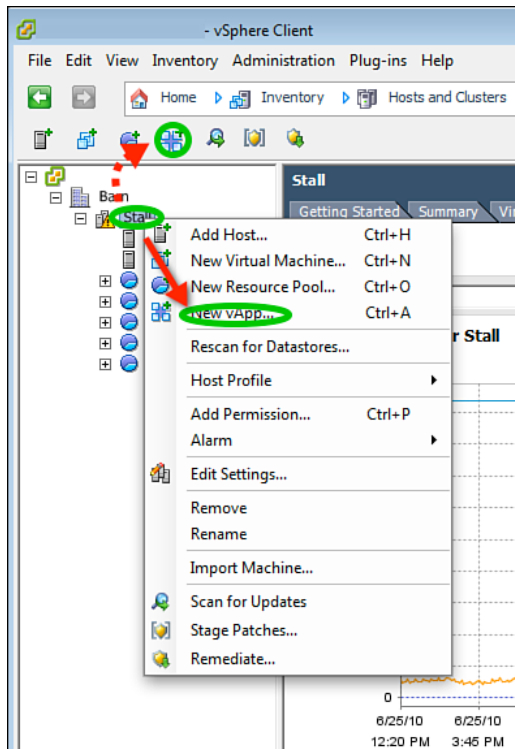 - vSphere Client
File Edit View Inventory Administration Plug-ins Help
Home Inventory Hosts and Clusters
Barn
Stall
Stall
Getting Started Summary
Add Host... Ctrl+H
New Virtual Machine... Ctrl+N
New Resource Pool... Ctrl+O
New vApp... Ctrl+A
Rescan for Datastores...
r Stall
Host Profile
Add Permission... Ctrl+P
Alarm
Edit Settings...
Remove
Rename
Import Machine...
Scan for Updates
Stage Patches...
Remediate...
0
6/25/10 6/25/10
12:20 PM 3:45 PM